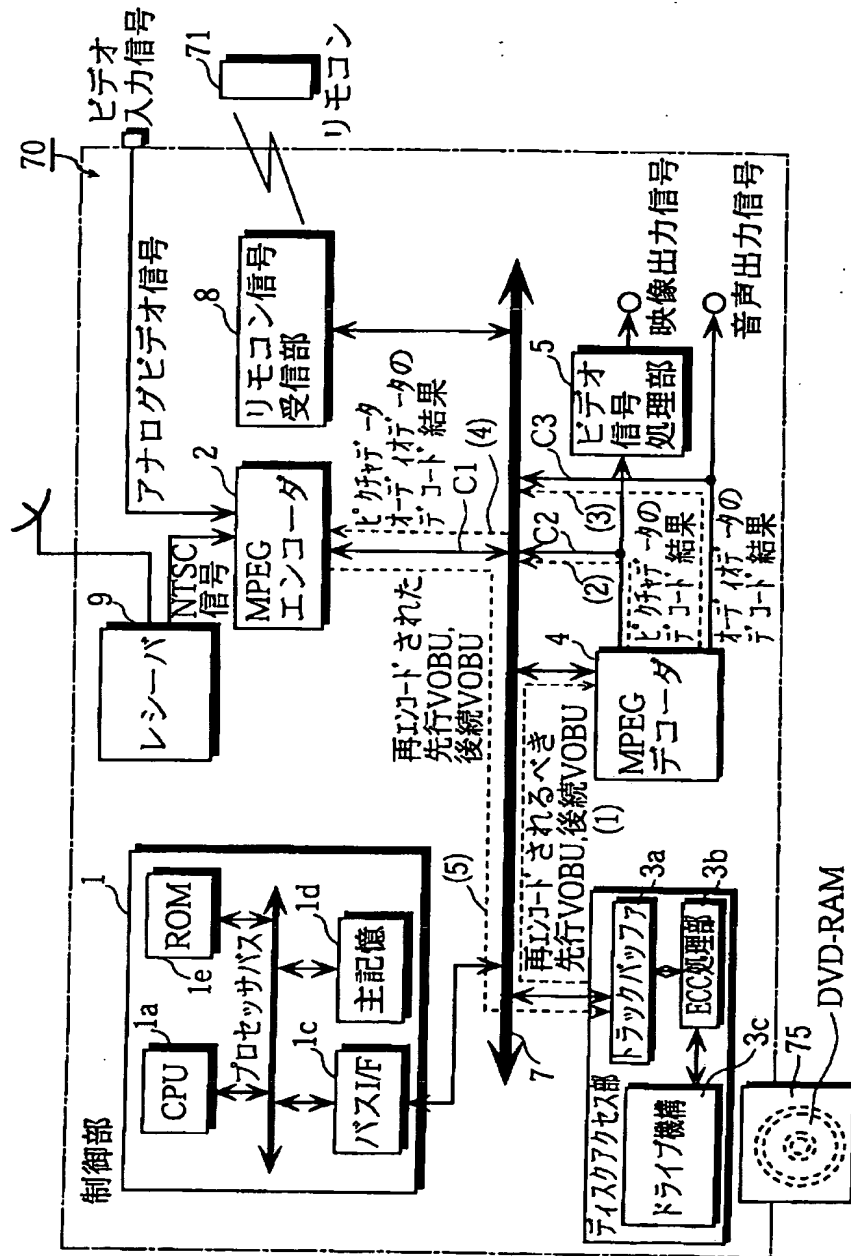 70
ビデオ
入力信号
71
リモコン
アナログビデオ信号
8
リモコン信号
受信部
9
レシーバ
NTSC
信号
2
MPEG
エンコーダ
ピクチャデータ
オーディオデータの
デコード結果
(4)
C1
再エンコードされた
先行VOBU,
後続VOBU
制御部
1
1a
CPU
ROM
1e
プロセッサバス
1c
バスI/F
1d
主記憶
(5)
7
再エンコードされるべき
先行VOBU,後続VOBU
(1)
4
MPEG
デコーダ
C2
(2)
C3
(3)
5
ビデオ
信号
処理部
映像出力信号
音声出力信号
ピクチャデータの
デコード結果
オーディオデータの
デコード結果
ディスクアクセス部
3a
トラックバッファ
3b
ECC処理部
3c
ドライブ機構
75
DVD-RAM